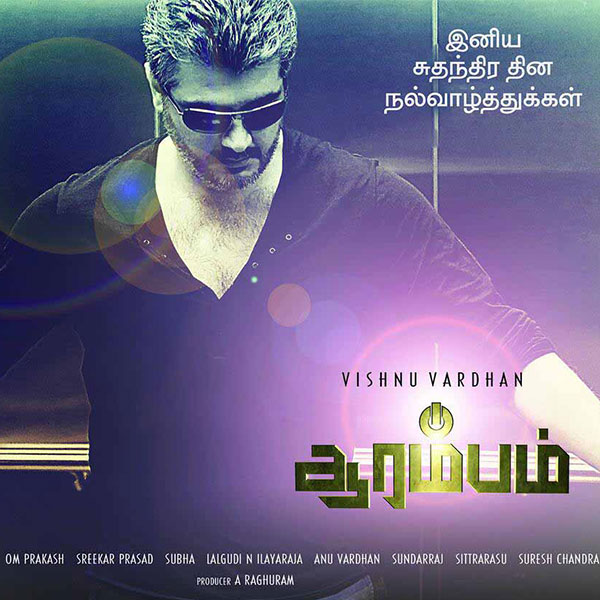 இனிய
சுதந்திர தின
நல்வாழ்த்துக்கள்
VISHNU VARDHAN
ஆரம்பம்
OM PRAKASH SREEKAR PRASAD SUBHA LALGUDI N ILAYARAJA ANU VARDHAN SUNDARRAJ SITTRARASU SURESH CHANDRA
PRODUCER A RAGHURAM